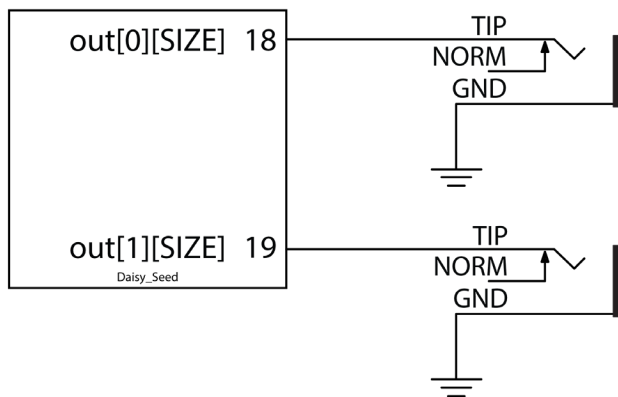 out[0][SIZE] 18
TIP
NORM
GND
out[1][SIZE] 19
Daisy_Seed
TIP
NORM
GND